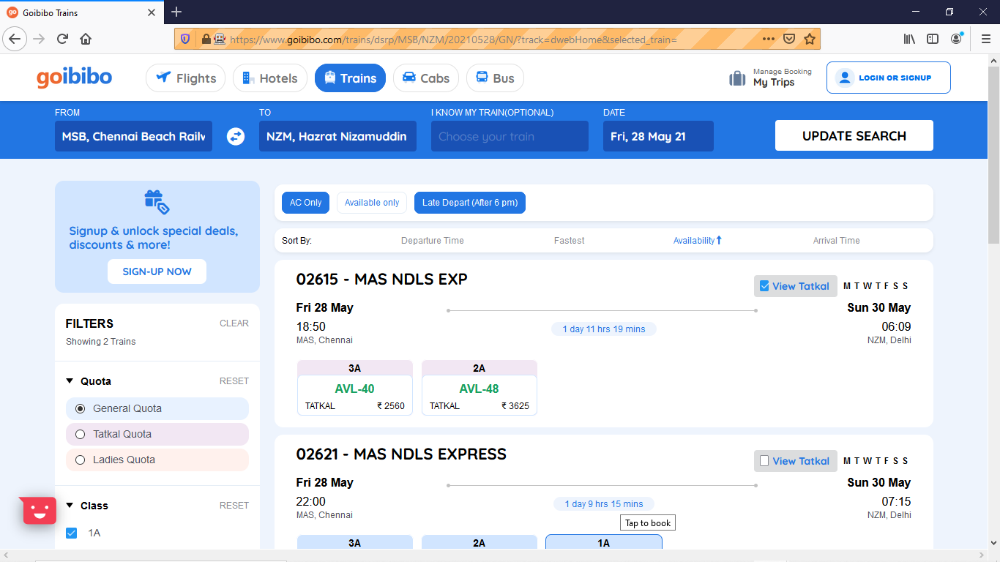 Goibibo Trains
https://www.goibibo.com/trains/dsrp/MSB/NZM/20210528/GN/?track=dwebHome&selected_train=
goibibo
Flights
Hotels
Trains
Cabs
Bus
Manage Booking
My Trips
LOGIN OR SIGNUP
FROM
TO
I KNOW MY TRAIN(OPTIONAL)
DATE
MSB, Chennai Beach Railw
NZM, Hazrat Nizamuddin
Choose your train
Fri, 28 May 21
UPDATE SEARCH
Signup & unlock special deals,
discounts & more!
SIGN-UP NOW
FILTERS CLEAR
Showing 2 Trains
Quota RESET
General Quota
Tatkal Quota
Ladies Quota
Class RESET
1A
AC Only
Available only
Late Depart (After 6 pm)
Sort By: Departure Time Fastest Availability Arrival Time
02615 - MAS NDLS EXP
View Tatkal
M T W T F S S
Fri 28 May
Sun 30 May
18:50
1 day 11 hrs 19 mins
06:09
MAS, Chennai
NZM, Delhi
3A
2A
AVL-40
AVL-48
TATKAL ₹ 2560
TATKAL ₹ 3625
02621 - MAS NDLS EXPRESS
View Tatkal
M T W T F S S
Fri 28 May
Sun 30 May
22:00
1 day 9 hrs 15 mins
07:15
MAS, Chennai
NZM, Delhi
Tap to book
3A
2A
1A